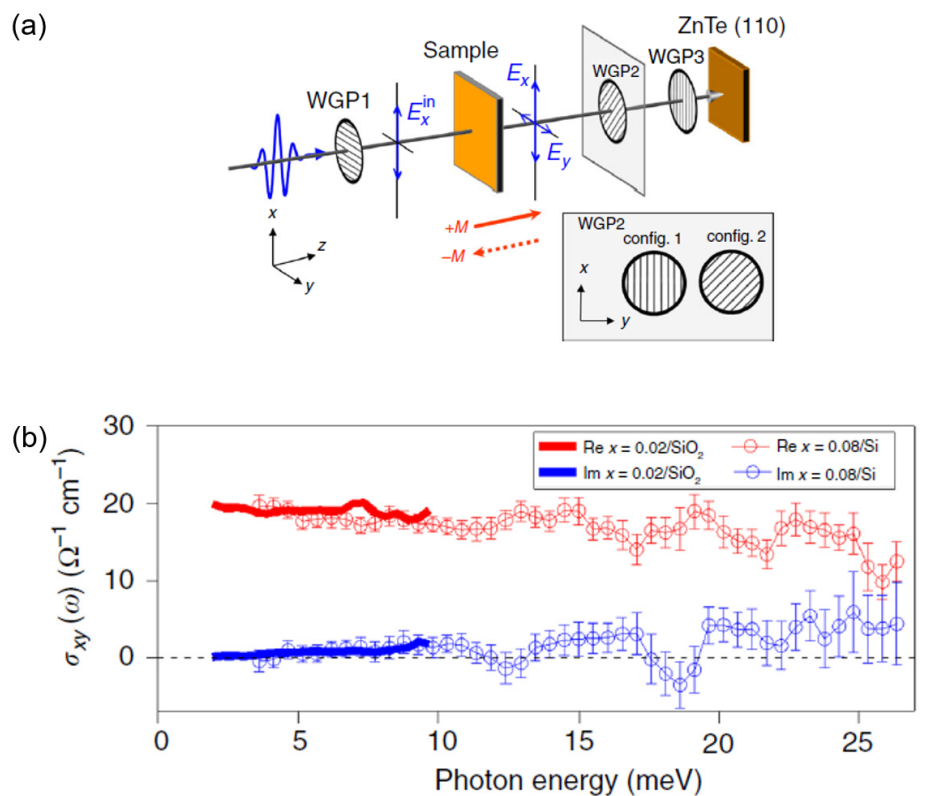 (a)
ZnTe (110)
Sample
WGP3
WGP2
WGP1
E_x^in
E_x
E_y
+M
–M
x
z
y
WGP2
config. 1
config. 2
x
y
(b)
30
20
10
0
σ_xy (ω) (Ω⁻¹ cm⁻¹)
Re x = 0.02/SiO₂
Re x = 0.08/Si
Im x = 0.02/SiO₂
Im x = 0.08/Si
0
5
10
15
20
25
Photon energy (meV)